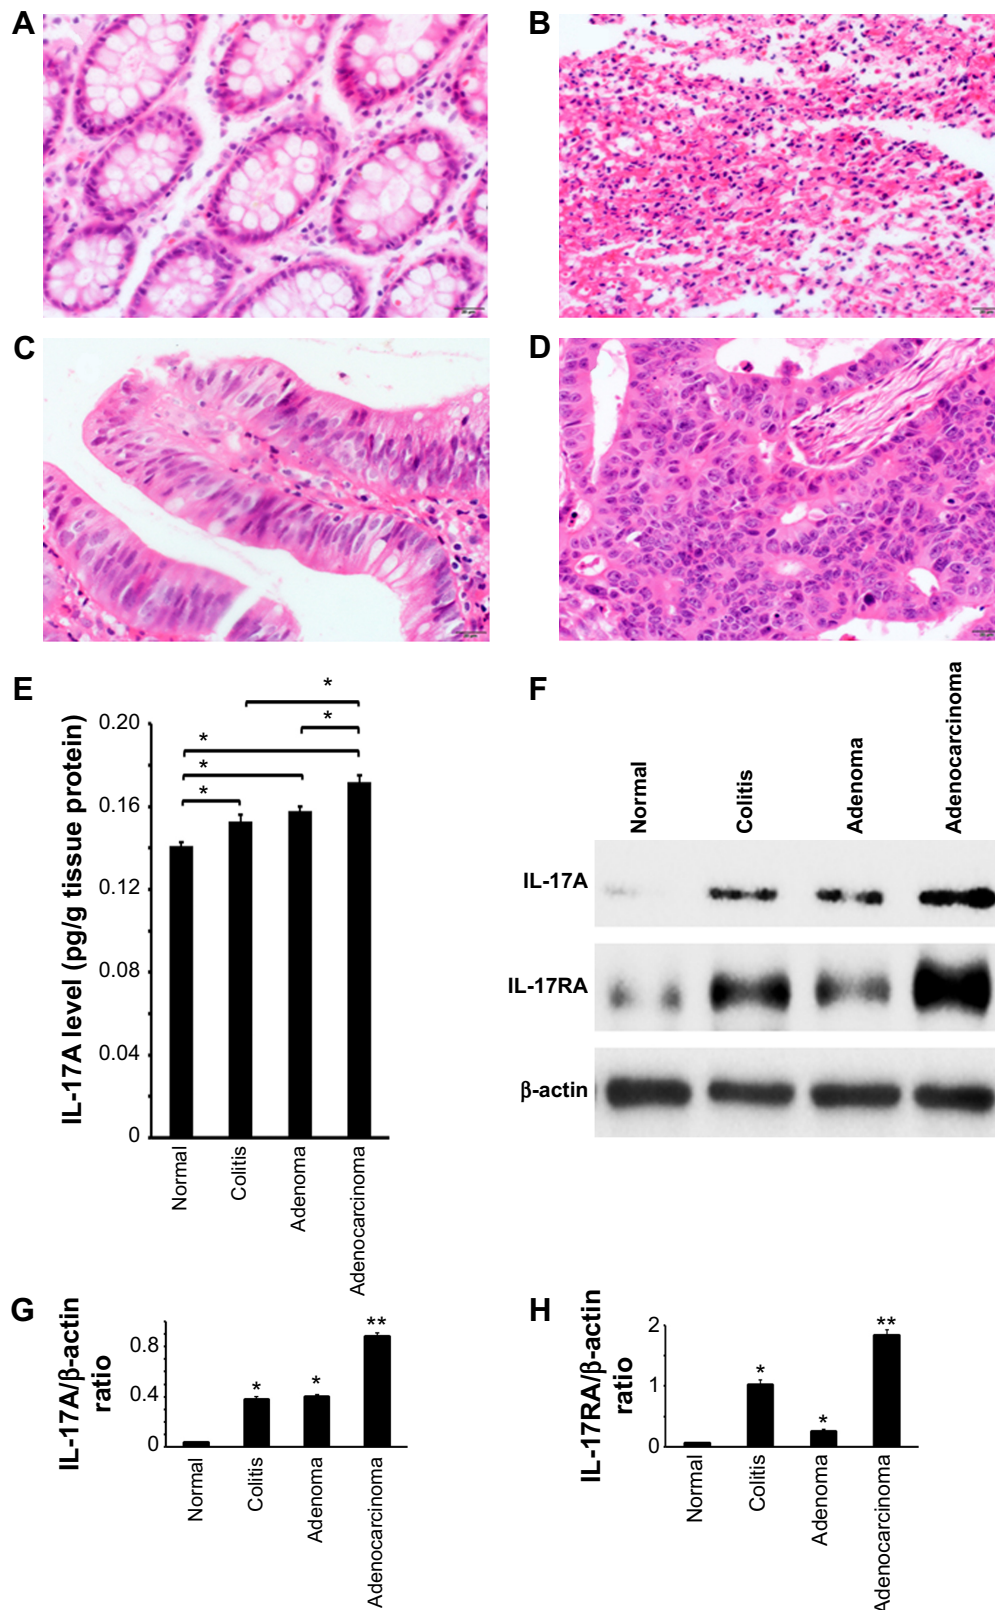 A
B
C
D
E
F
IL-17A level (pg/g tissue protein)
0.20
0.16
0.12
0.08
0.04
0
*
*
*
*
*
Normal
Colitis
Adenoma
Adenocarcinoma
Normal
Colitis
Adenoma
Adenocarcinoma
IL-17A
IL-17RA
β-actin
G
IL-17A/β-actin
ratio
0.8
0.4
0
*
*
**
Normal
Colitis
Adenoma
Adenocarcinoma
H
IL-17RA/β-actin
ratio
2
1
0
*
*
**
Normal
Colitis
Adenoma
Adenocarcinoma